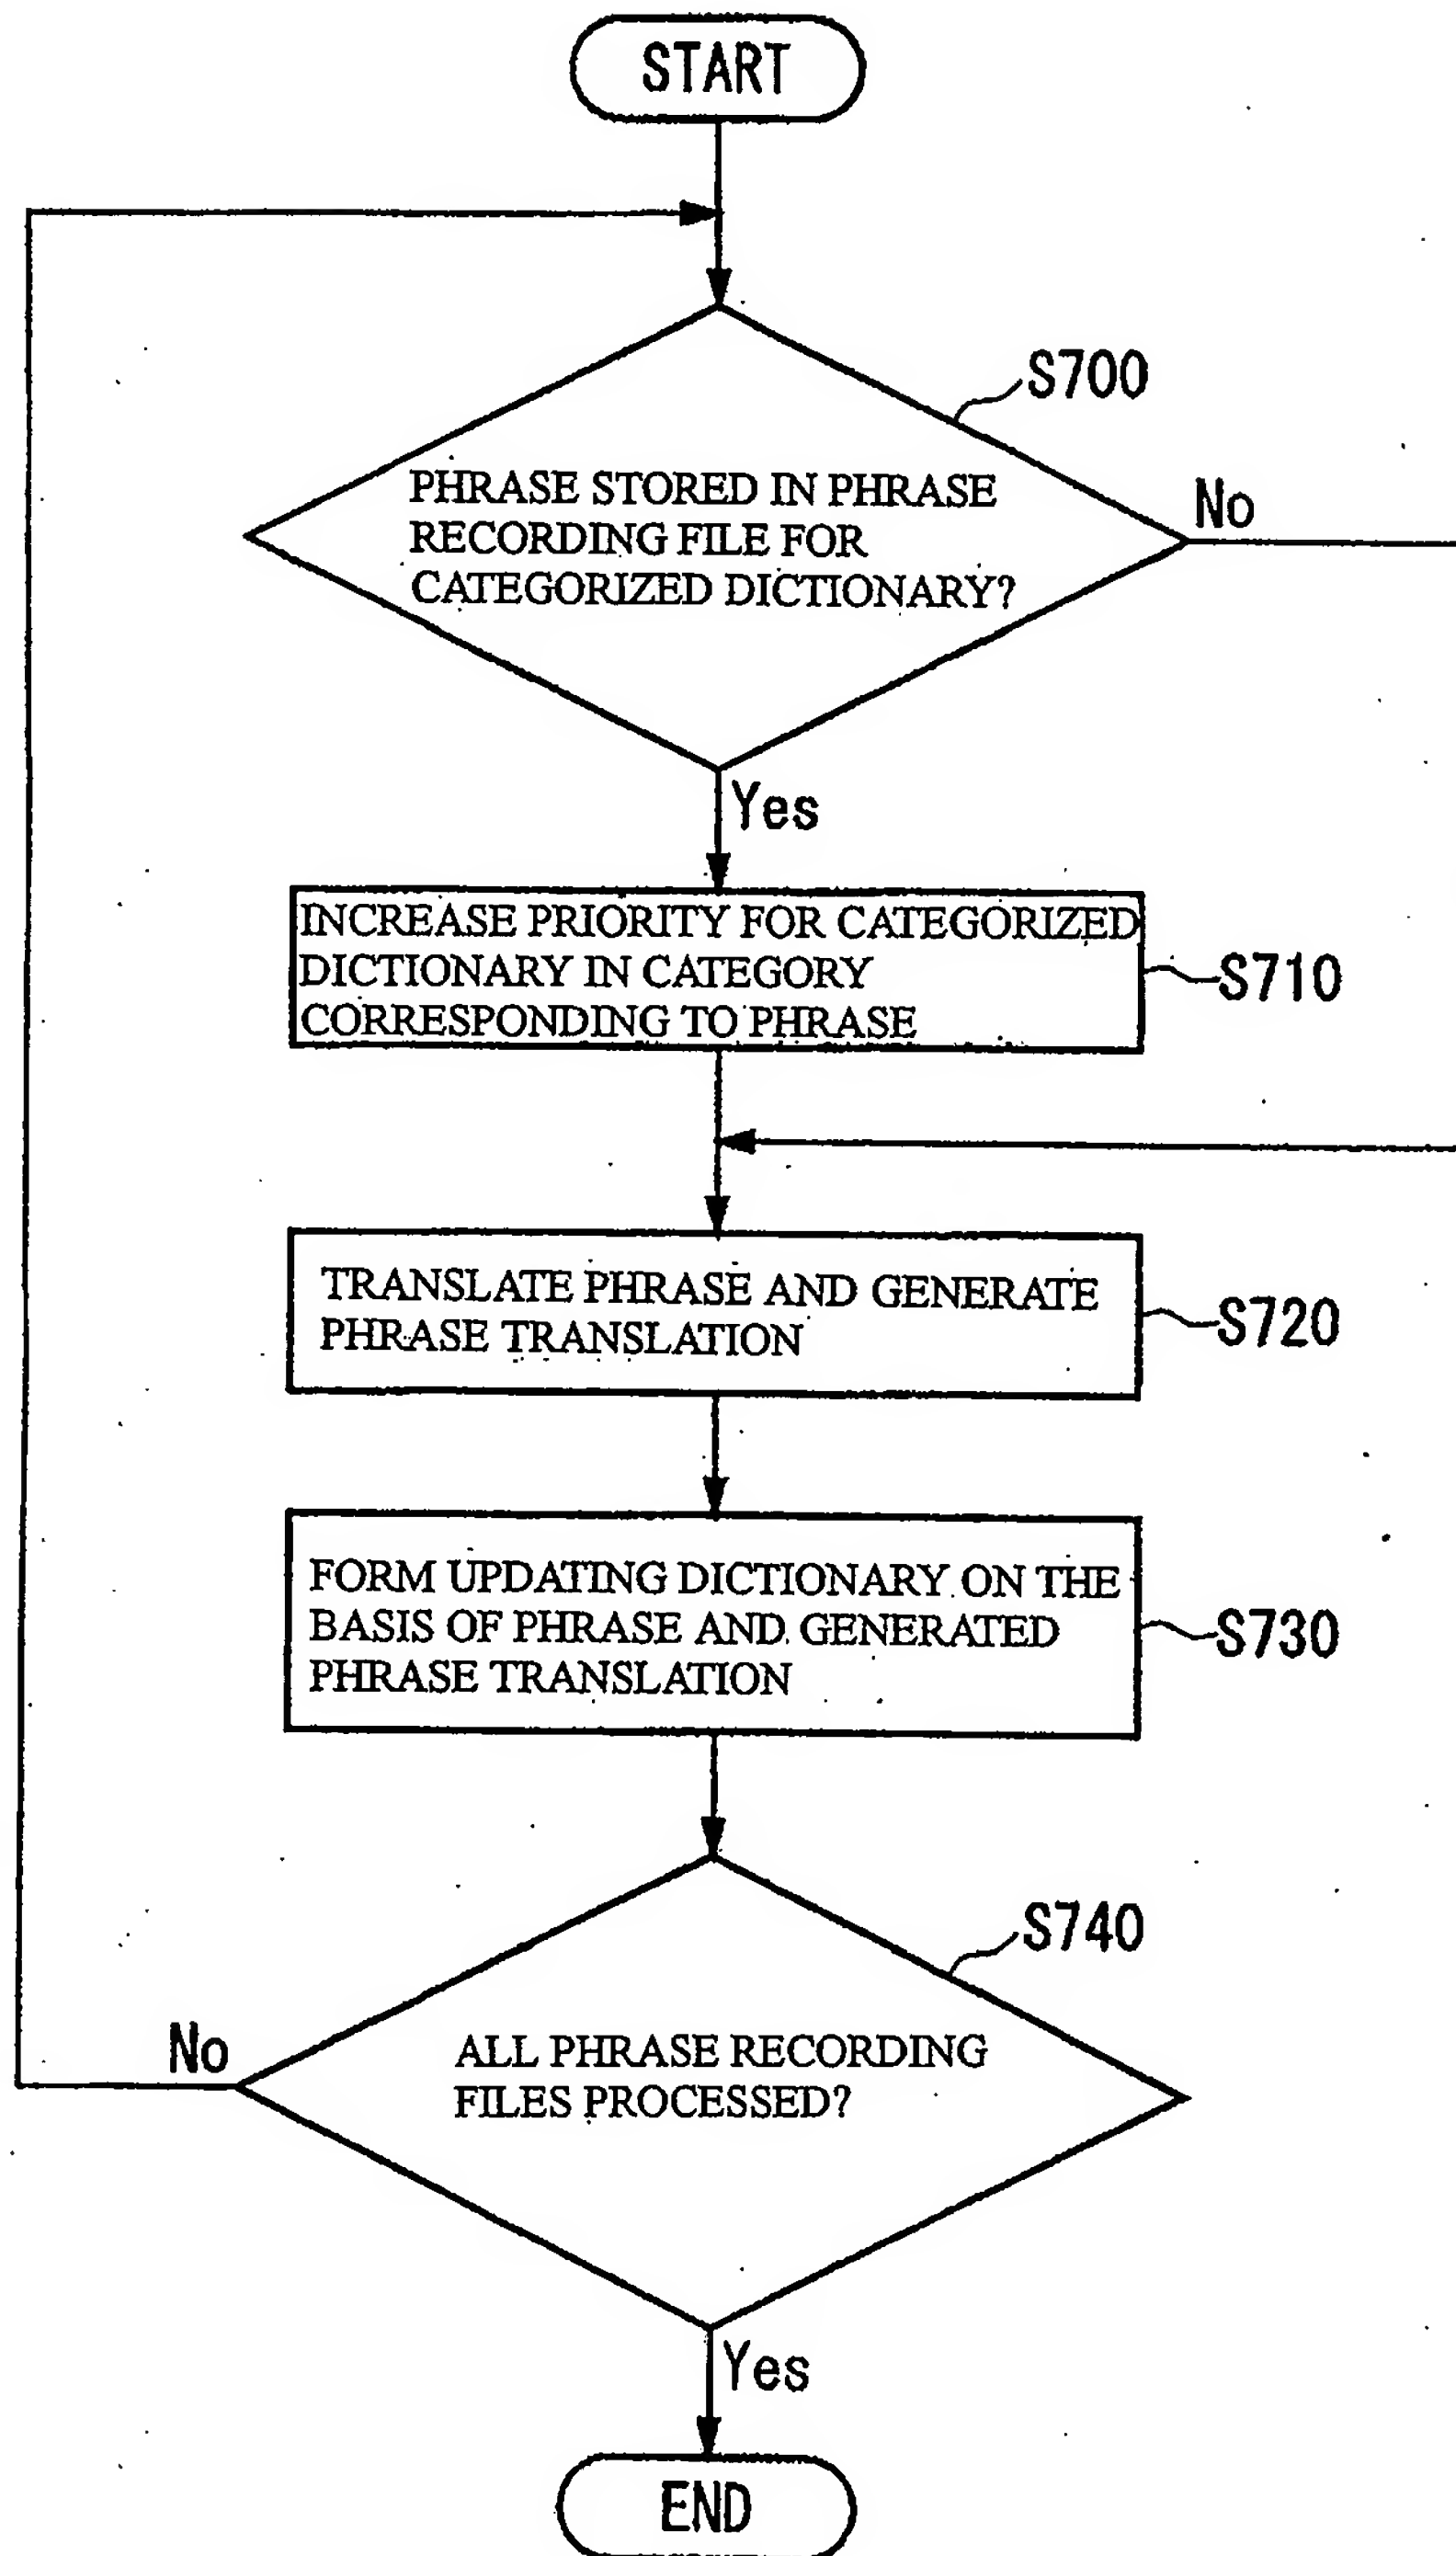 START
S700
PHRASE STORED IN PHRASE
RECORDING FILE FOR
CATEGORIZED DICTIONARY?
No
Yes
INCREASE PRIORITY FOR CATEGORIZED
DICTIONARY IN CATEGORY
CORRESPONDING TO PHRASE
S710
TRANSLATE PHRASE AND GENERATE
PHRASE TRANSLATION
S720
FORM UPDATING DICTIONARY ON THE
BASIS OF PHRASE AND GENERATED
PHRASE TRANSLATION
S730
S740
ALL PHRASE RECORDING
FILES PROCESSED?
No
Yes
END